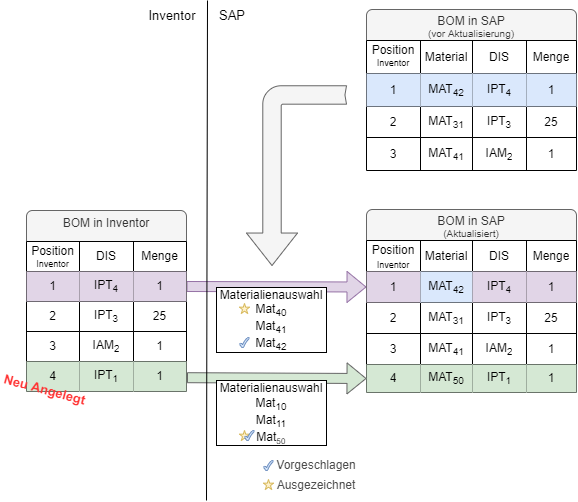 Inventor SAP
BOM in SAP
(vor Aktualisierung)
Position Inventor Material DIS Menge
1 MAT42 IPT4 1
2 MAT31 IPT3 25
3 MAT41 IAM2 1
BOM in Inventor
Position Inventor DIS Menge
1 IPT4 1
2 IPT3 25
3 IAM2 1
4 IPT1 1
Neu Angelegt
Materialienauswahl
Mat40
Mat41
Mat42
Materialienauswahl
Mat10
Mat11
Mat50
Vorgeschlagen
Ausgezeichnet
BOM in SAP
(Aktualisiert)
Position Inventor Material DIS Menge
1 MAT42 IPT4 1
2 MAT31 IPT3 25
3 MAT41 IAM2 1
4 MAT50 IPT1 1